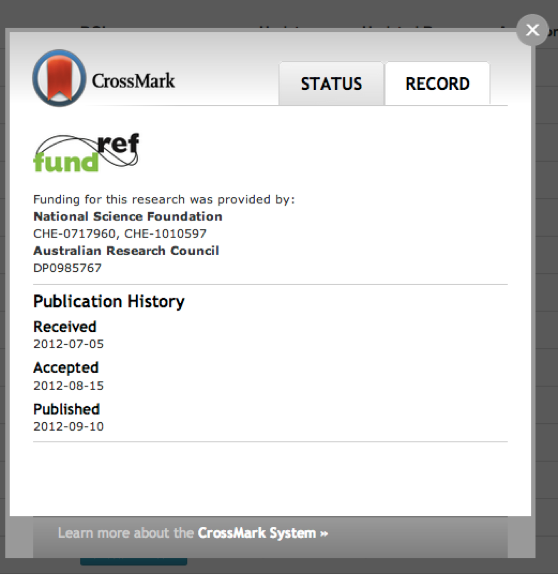 CrossMark
STATUS
RECORD
fundref
Funding for this research was provided by:
National Science Foundation
CHE-0717960, CHE-1010597
Australian Research Council
DP0985767
Publication History
Received
2012-07-05
Accepted
2012-08-15
Published
2012-09-10
Learn more about the CrossMark System »